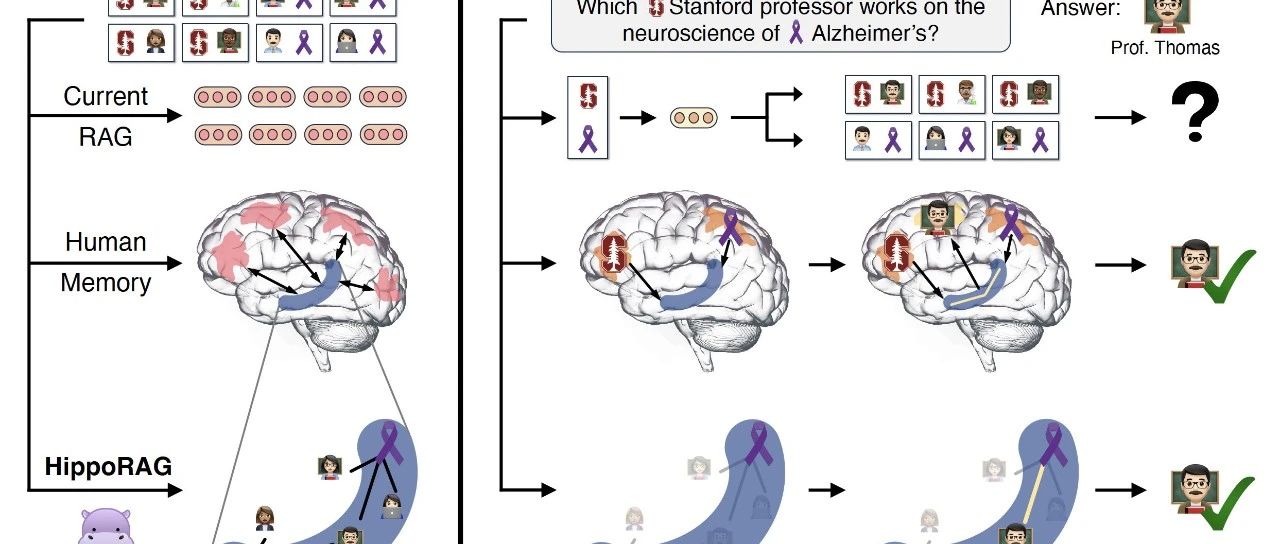 Which Stanford professor works on the
neuroscience of Alzheimer's?
Answer:
Prof. Thomas
Current
RAG
Human
Memory
HippoRAG